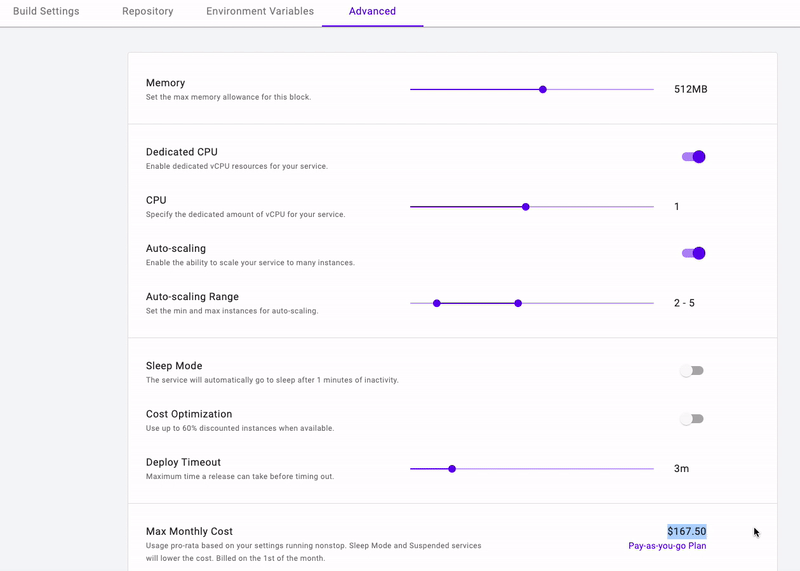 Build Settings
Repository
Environment Variables
Advanced
Memory
Set the max memory allowance for this block.
512MB
Dedicated CPU
Enable dedicated vCPU resources for your service.
CPU
Specify the dedicated amount of vCPU for your service.
1
Auto-scaling
Enable the ability to scale your service to many instances.
Auto-scaling Range
Set the min and max instances for auto-scaling.
2 - 5
Sleep Mode
The service will automatically go to sleep after 1 minutes of inactivity.
Cost Optimization
Use up to 60% discounted instances when available.
Deploy Timeout
Maximum time a release can take before timing out.
3m
Max Monthly Cost
Usage pro-rata based on your settings running nonstop. Sleep Mode and Suspended services
will lower the cost. Billed on the 1st of the month.
$167.50
Pay-as-you-go Plan